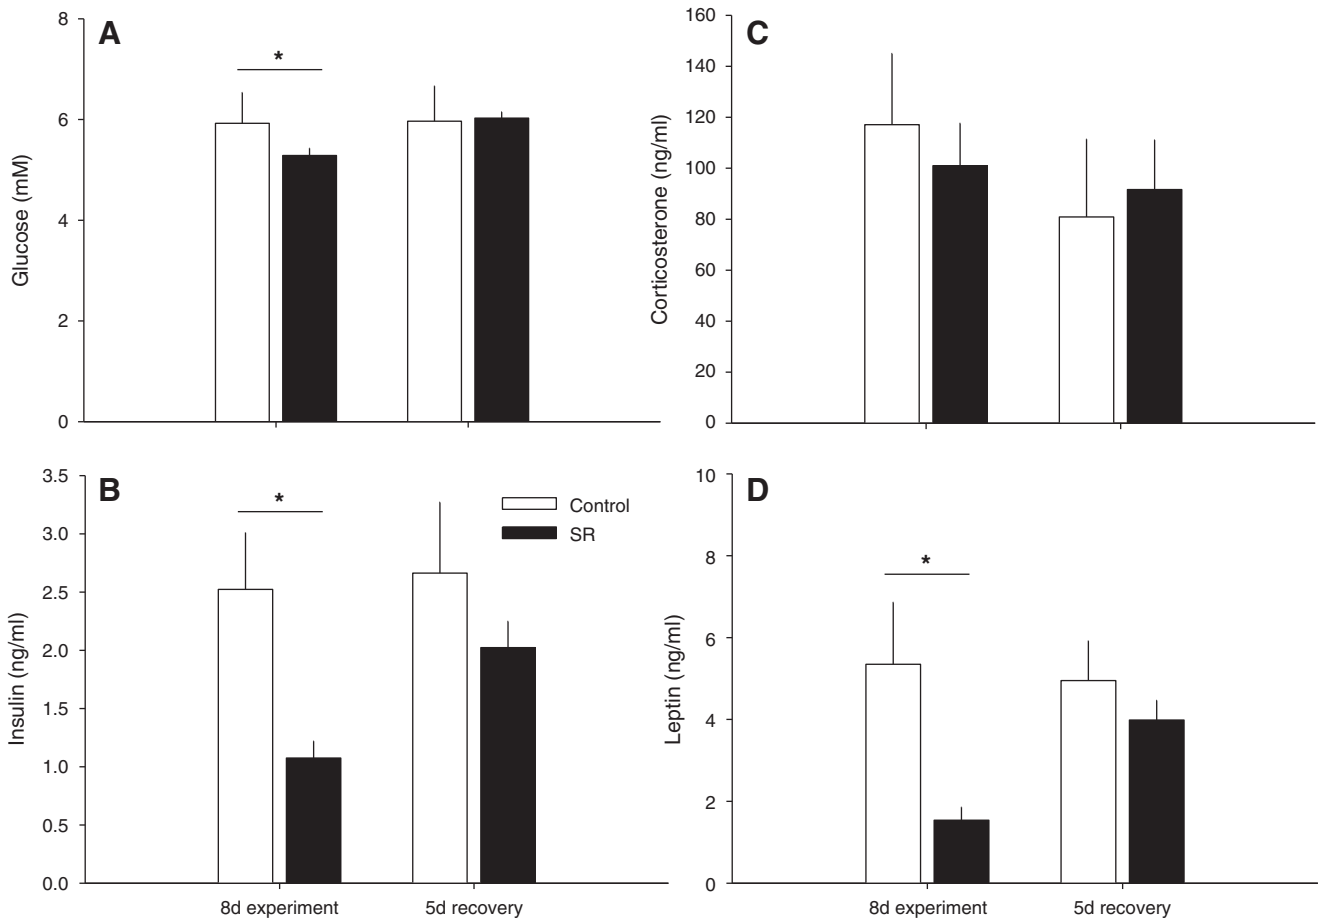 A
*
8
6
4
2
0
Glucose (mM)
C
160
140
120
100
80
60
40
20
0
Corticosterone (ng/ml)
B
*
Control
SR
3.5
3.0
2.5
2.0
1.5
1.0
0.5
0.0
Insulin (ng/ml)
8d experiment
5d recovery
D
*
10
8
6
4
2
0
Leptin (ng/ml)
8d experiment
5d recovery